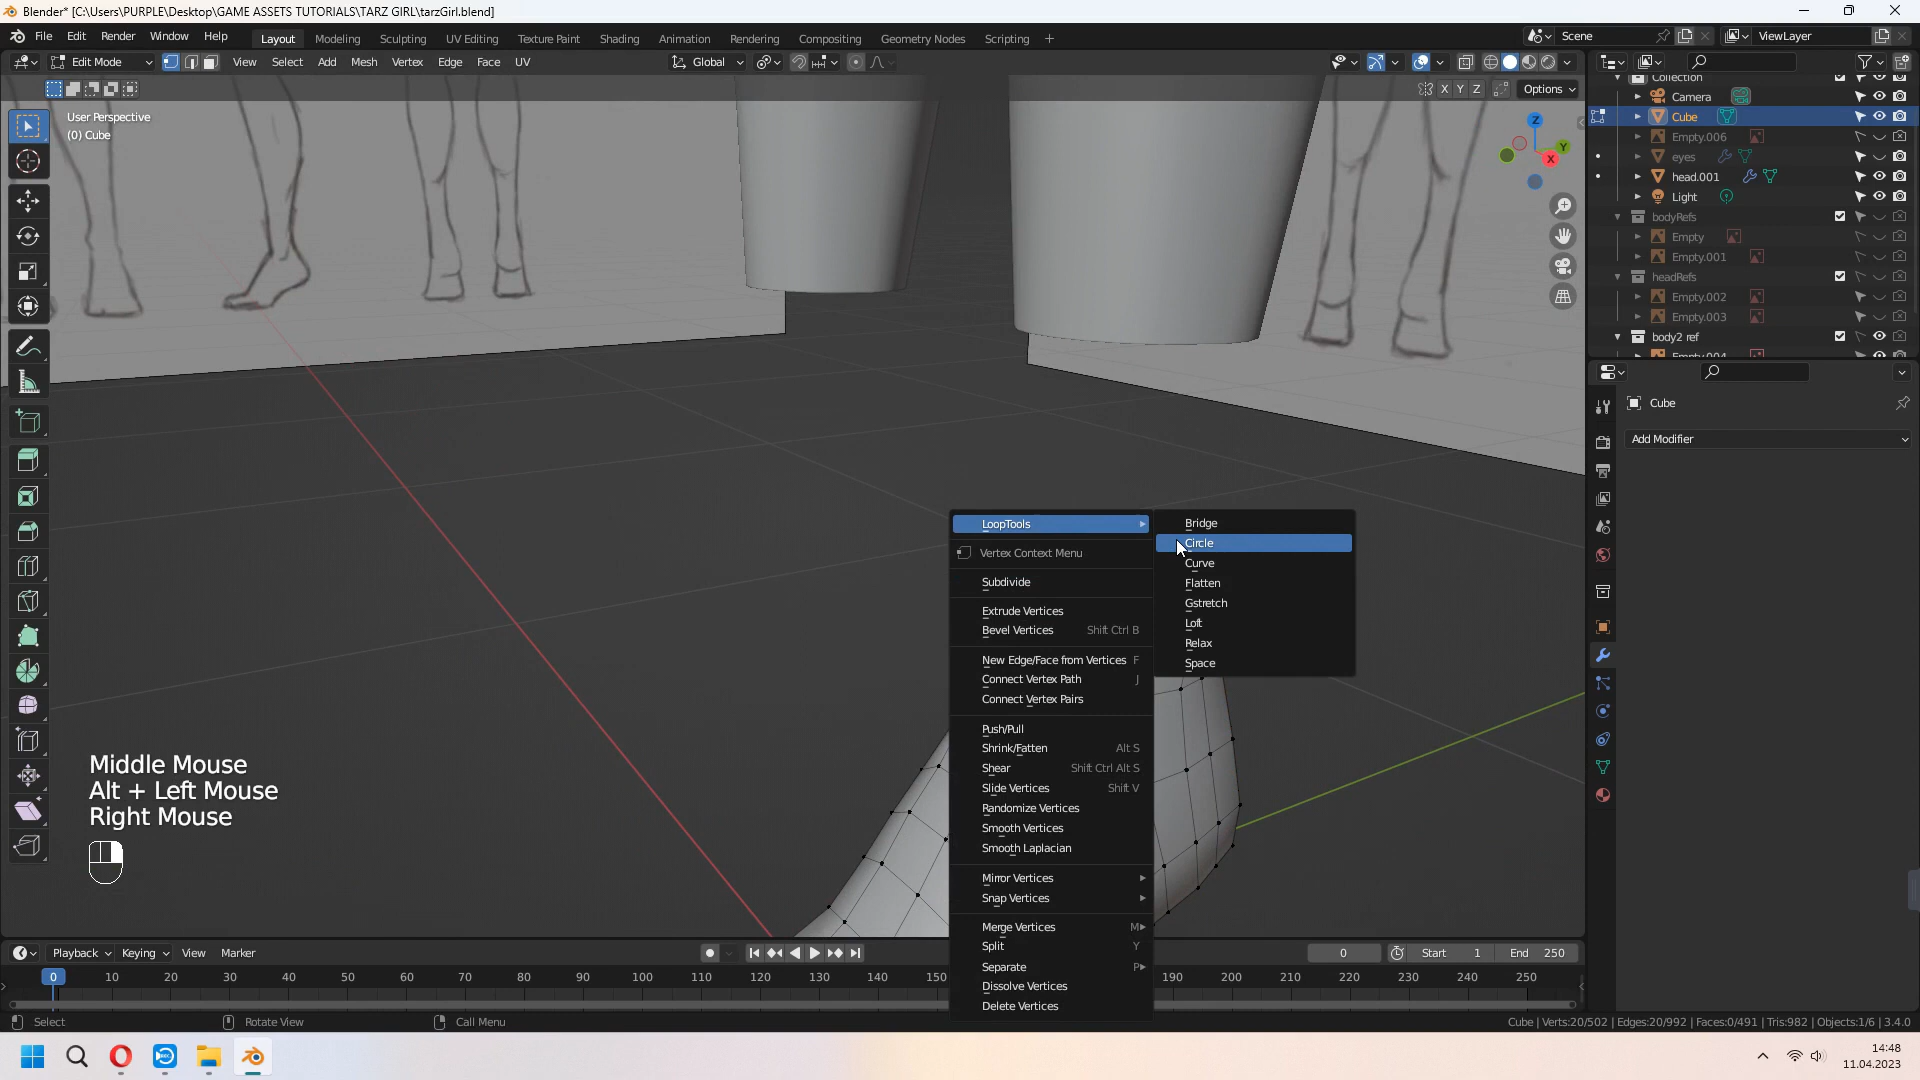 Blender* [C:\Users\PURPLE\Desktop\GAME ASSETS TUTORIALS\TARZ GIRL\tarzGirl.blend]
File Edit Render Window Help Layout Modeling Sculpting UV Editing Texture Paint Shading Animation Rendering Compositing Geometry Nodes Scripting + Scene ViewLayer
Edit Mode View Select Add Mesh Vertex Edge Face UV Global
X Y Z Options
User Perspective
(0) Cube
Z
Y
X
Collection
Camera
Cube
Empty.006
eyes
head.001
Light
bodyRefs
Empty
Empty.001
headRefs
Empty.002
Empty.003
body2 ref
Empty.004
Cube
Add Modifier
LoopTools
Vertex Context Menu
Subdivide
Extrude Vertices
Bevel Vertices Shift Ctrl B
New Edge/Face from Vertices F
Connect Vertex Path J
Connect Vertex Pairs
Push/Pull
Shrink/Fatten Alt S
Shear Shift Ctrl Alt S
Slide Vertices Shift V
Randomize Vertices
Smooth Vertices
Smooth Laplacian
Mirror Vertices
Snap Vertices
Merge Vertices M
Split Y
Separate P
Dissolve Vertices
Delete Vertices
Bridge
Circle
Curve
Flatten
Gstretch
Loft
Relax
Space
Middle Mouse
Alt + Left Mouse
Right Mouse
Playback Keying View Marker 0 Start 1 End 250
0 10 20 30 40 50 60 70 80 90 100 110 120 130 140 150 190 200 210 220 230 240 250
Select Rotate View Call Menu Cube | Verts:20/502 | Edges:20/992 | Faces:0/491 | Tris:982 | Objects:1/6 | 3.4.0
14:48
11.04.2023